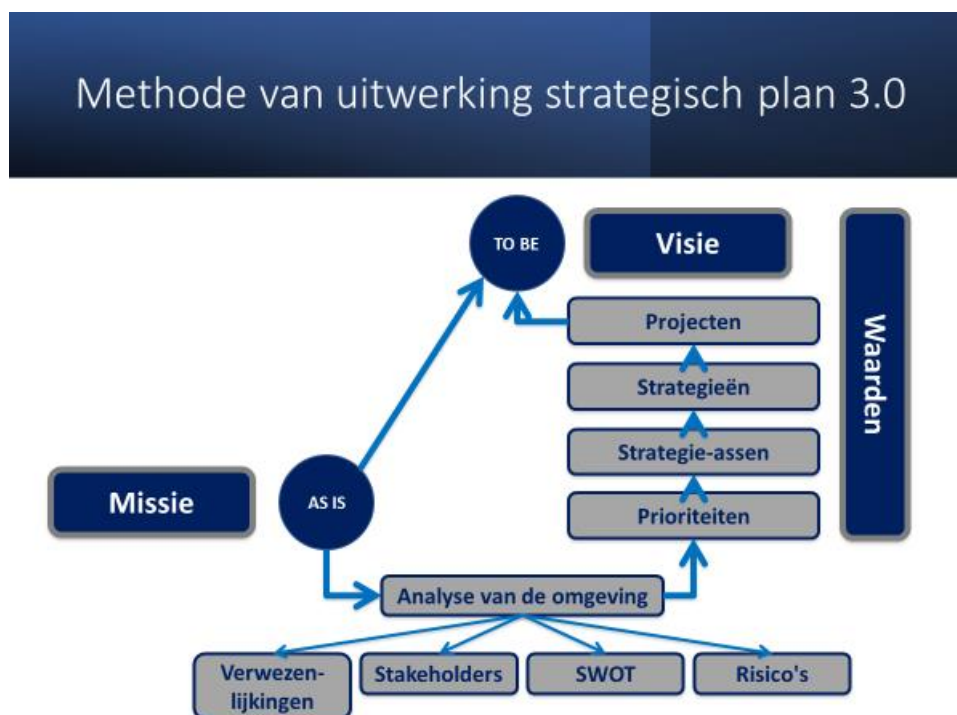 Methode van uitwerking strategisch plan 3.0
TO BE
Visie
Projecten
Strategieën
Strategie-assen
Prioriteiten
Waarden
Missie
AS IS
Analyse van de omgeving
Verwezen-
lijkingen
Stakeholders
SWOT
Risico's